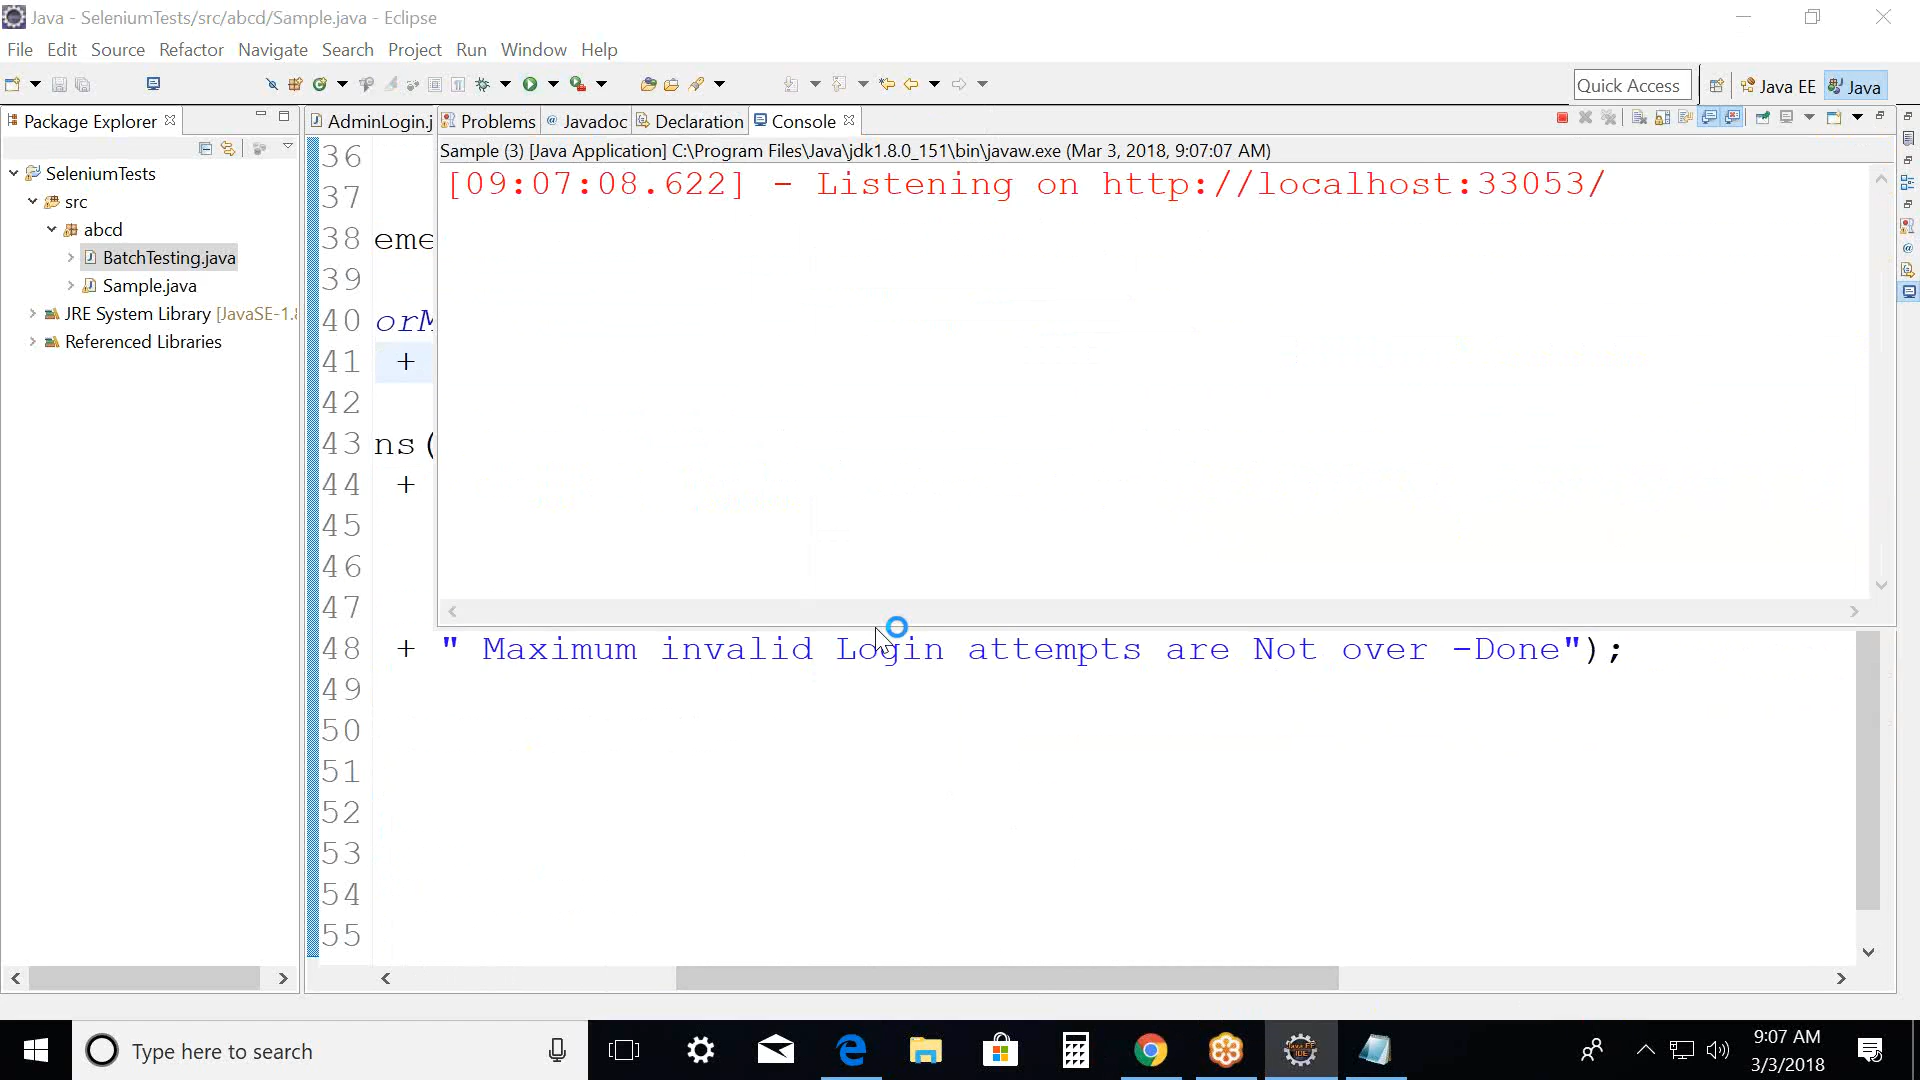 Java - SeleniumTests/src/abcd/Sample.java - Eclipse
File Edit Source Refactor Navigate Search Project Run Window Help
Quick Access
Java EE
Java
Package Explorer
AdminLogin.j
Problems
Javadoc
Declaration
Console
Sample (3) [Java Application] C:\Program Files\Java\jdk1.8.0_151\bin\javaw.exe (Mar 3, 2018, 9:07:07 AM)
[09:07:08.622] - Listening on http://localhost:33053/
SeleniumTests
src
abcd
BatchTesting.java
Sample.java
JRE System Library [JavaSE-1.8
Referenced Libraries
36
37
38 eme
39
40 orM
41 +
42
43 ns(
44 +
45
46
47
48 + " Maximum invalid Login attempts are Not over -Done");
49
50
51
52
53
54
55
Type here to search
9:07 AM
3/3/2018